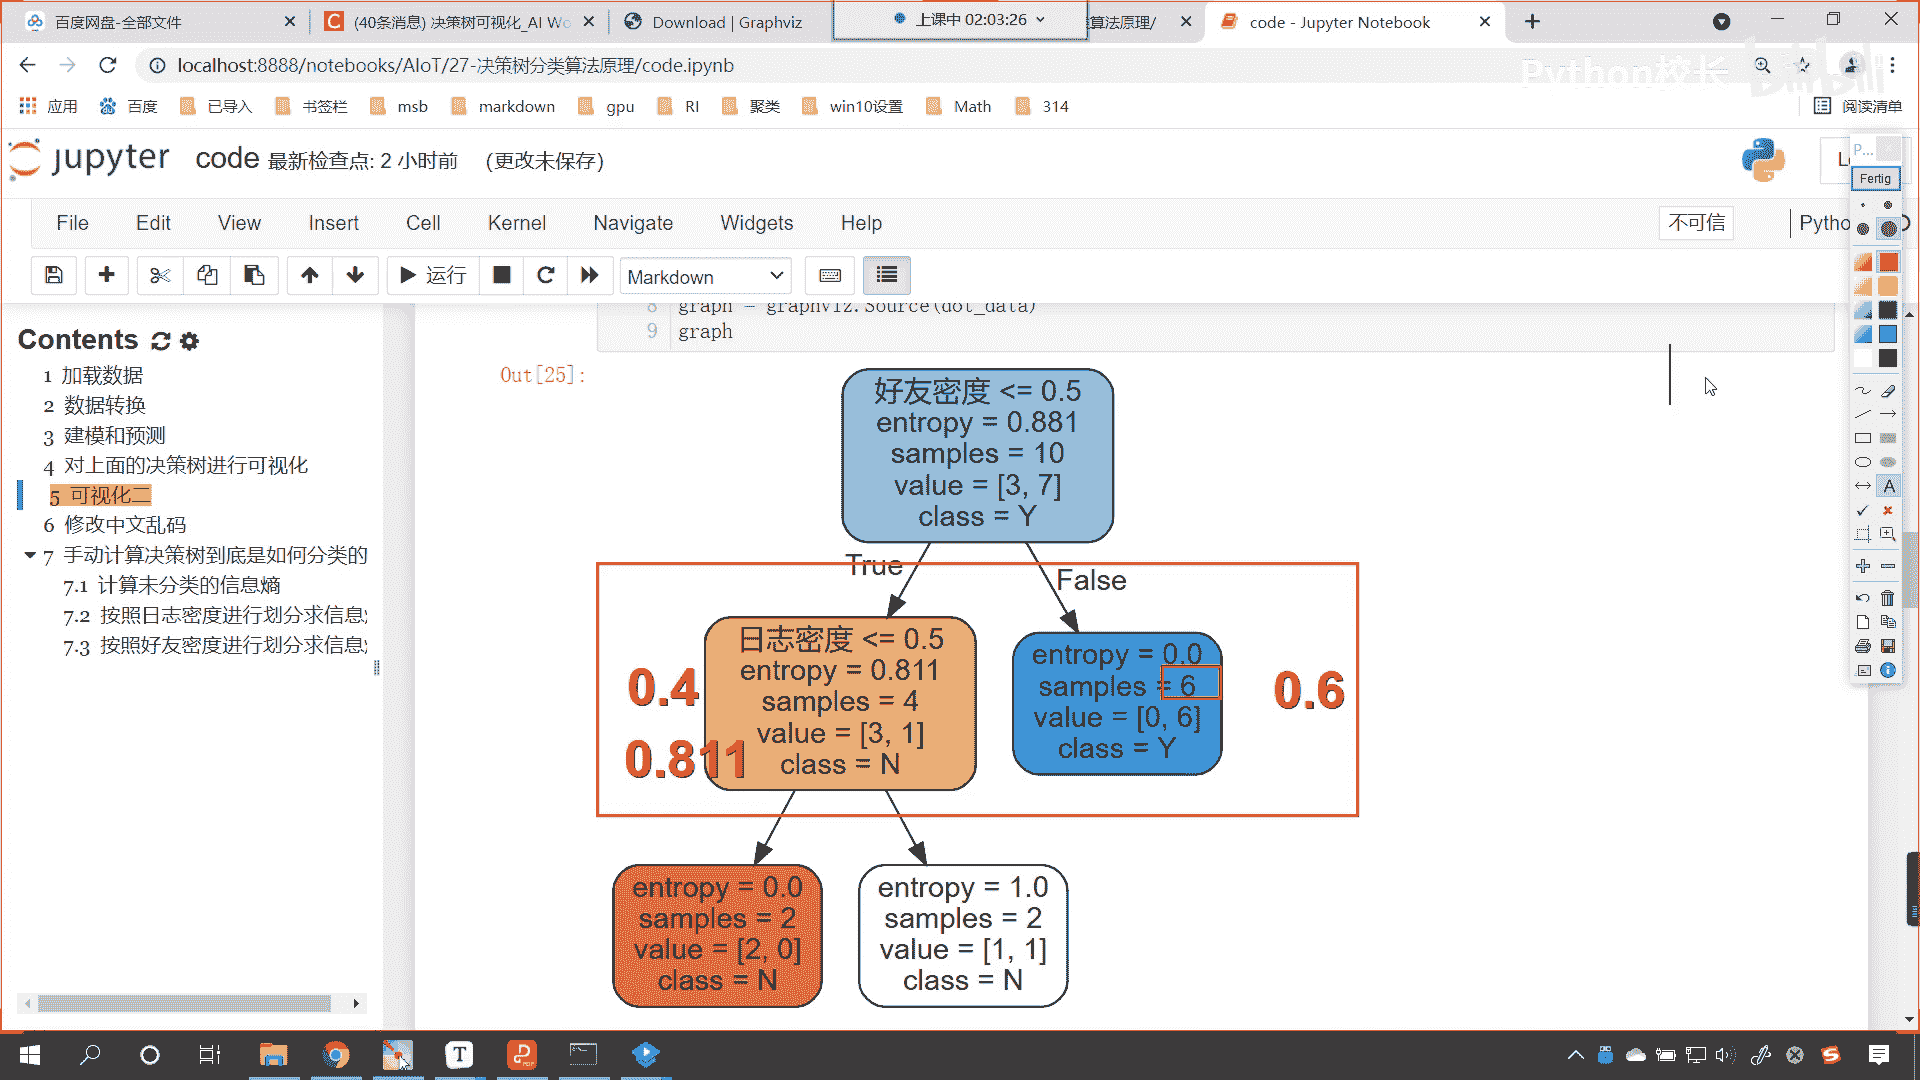 百度网盘-全部文件
(40条消息) 决策树可视化_AI Wo
Download | Graphviz
上课中 02:03:26
算法原理/
code - Jupyter Notebook
localhost:8888/notebooks/AIoT/27-决策树分类算法原理/code.ipynb
Python校长
bilibili
应用
百度
已导入
书签栏
msb
markdown
gpu
RI
聚类
win10设置
Math
314
阅读清单
jupyter
code 最新检查点: 2 小时前 (更改未保存)
P...
Fertig
File
Edit
View
Insert
Cell
Kernel
Navigate
Widgets
Help
不可信
Pytho
运行
Markdown
8 graph = graphviz.Source(dot_data)
9 graph
Contents
1 加载数据
2 数据转换
3 建模和预测
4 对上面的决策树进行可视化
5 可视化二
6 修改中文乱码
7 手动计算决策树到底是如何分类的
7.1 计算未分类的信息熵
7.2 按照日志密度进行划分求信息
7.3 按照好友密度进行划分求信息
Out[25]:
好友密度 <= 0.5
entropy = 0.881
samples = 10
value = [3, 7]
class = Y
True
False
日志密度 <= 0.5
entropy = 0.811
samples = 4
value = [3, 1]
class = N
0.4
0.811
entropy = 0.0
samples = 6
value = [0, 6]
class = Y
0.6
entropy = 0.0
samples = 2
value = [2, 0]
class = N
entropy = 1.0
samples = 2
value = [1, 1]
class = N